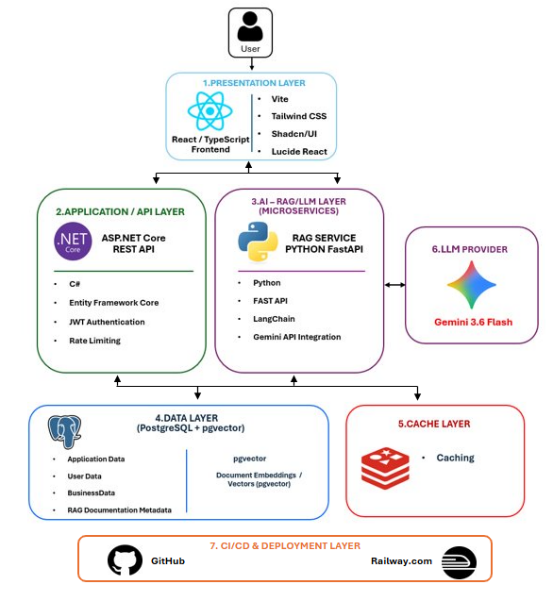 User
1.PRESENTATION LAYER
React / TypeScript
Frontend
• Vite
• Tailwind CSS
• Shadcn/UI
• Lucide React
2.APPLICATION / API LAYER
.NET
Core
ASP.NET Core
REST API
• C#
• Entity Framework Core
• JWT Authentication
• Rate Limiting
3.AI – RAG/LLM LAYER
(MICROSERVICES)
RAG SERVICE
PYTHON FastAPI
• Python
• FAST API
• LangChain
• Gemini API Integration
6.LLM PROVIDER
Gemini 3.6 Flash
4.DATA LAYER
(PostgreSQL + pgvector)
• Application Data
• User Data
• BusinessData
• RAG Documentation Metadata
pgvector
Document Embeddings /
Vectors (pgvector)
5.CACHE LAYER
• Caching
7. CI/CD & DEPLOYMENT LAYER
GitHub
Railway.com